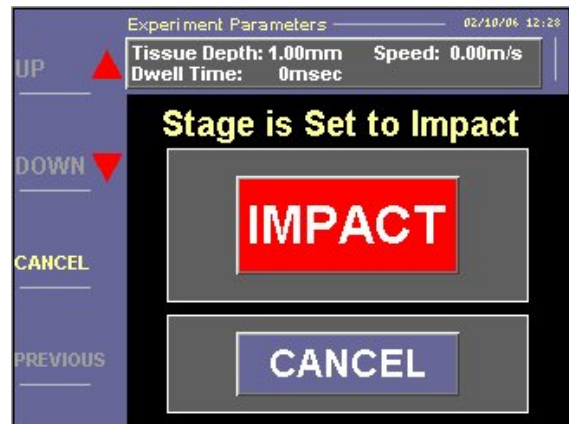 Experiment Parameters 02/10/06 12:28
Tissue Depth: 1.00mm Speed: 0.00m/s
Dwell Time: 0msec
UP
Stage is Set to Impact
DOWN
IMPACT
CANCEL
PREVIOUS
CANCEL